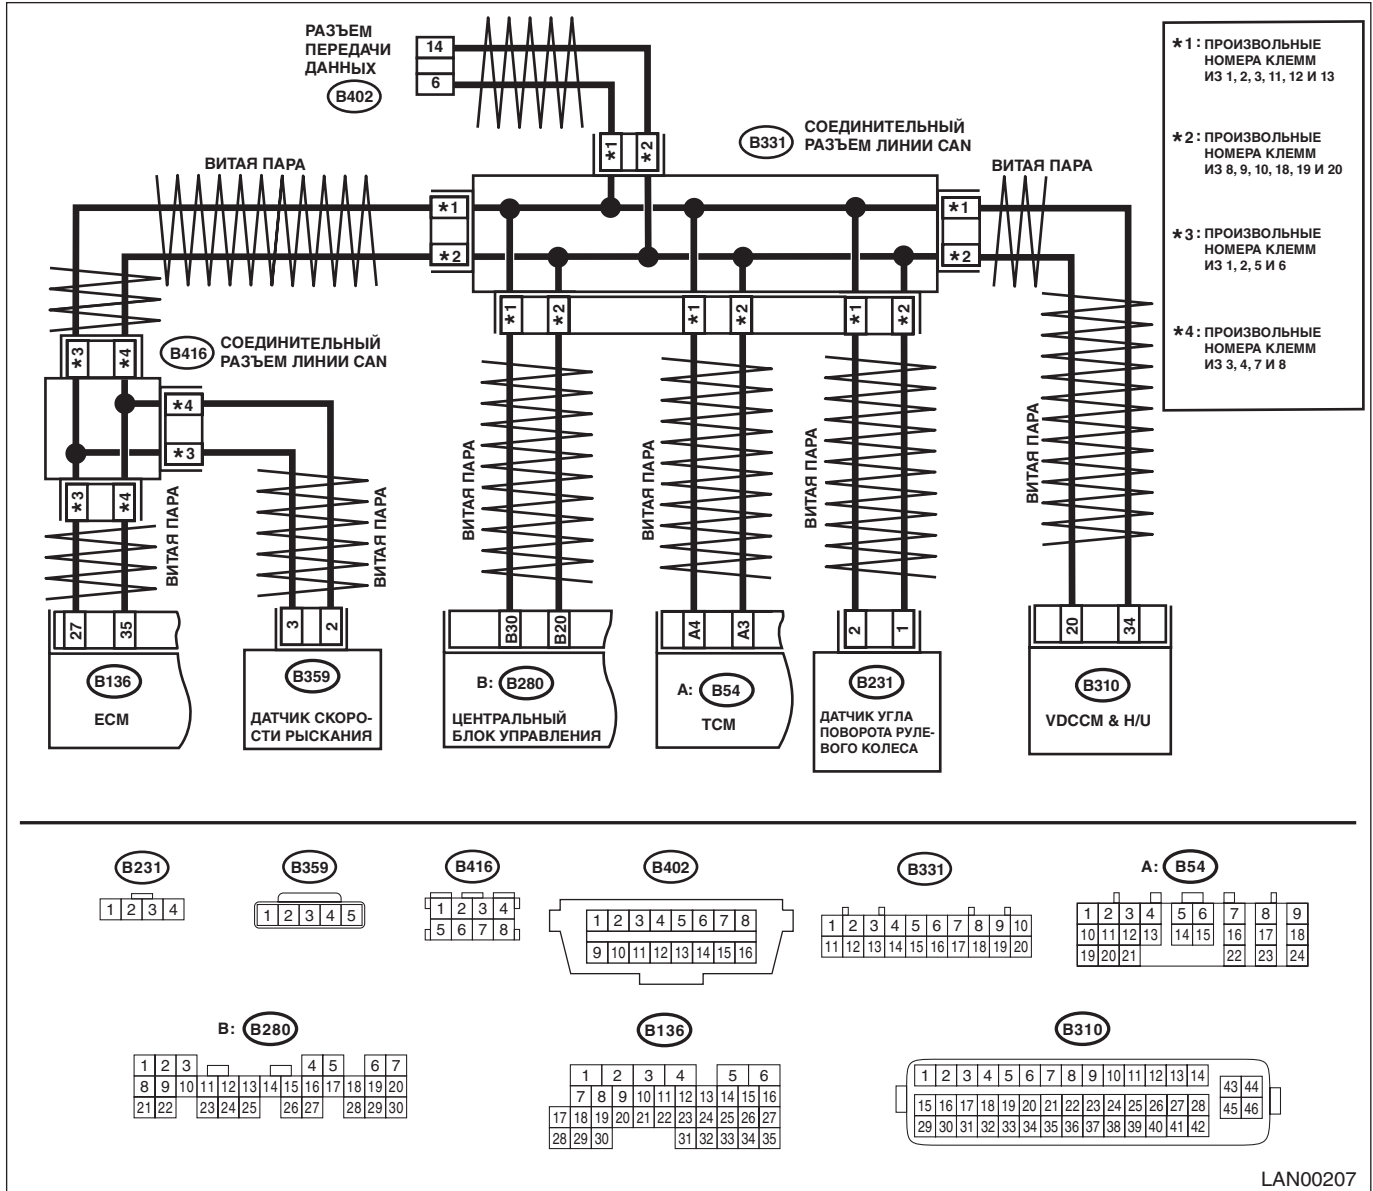 РАЗЪЕМ
ПЕРЕДАЧИ
ДАННЫХ
B402
14
6
*1
*2
B331
СОЕДИНИТЕЛЬНЫЙ
РАЗЪЕМ ЛИНИИ CAN
*1: ПРОИЗВОЛЬНЫЕ
НОМЕРА КЛЕММ
ИЗ 1, 2, 3, 11, 12 И 13
*2: ПРОИЗВОЛЬНЫЕ
НОМЕРА КЛЕММ
ИЗ 8, 9, 10, 18, 19 И 20
*3: ПРОИЗВОЛЬНЫЕ
НОМЕРА КЛЕММ
ИЗ 1, 2, 5 И 6
*4: ПРОИЗВОЛЬНЫЕ
НОМЕРА КЛЕММ
ИЗ 3, 4, 7 И 8
ВИТАЯ ПАРА
ВИТАЯ ПАРА
*1
*2
*1
*2
*1 *2 *1 *2 *1 *2
*3 *4
B416
СОЕДИНИТЕЛЬНЫЙ
РАЗЪЕМ ЛИНИИ CAN
*4
*3
*3 *4
ВИТАЯ ПАРА
ВИТАЯ ПАРА
ВИТАЯ ПАРА
ВИТАЯ ПАРА
ВИТАЯ ПАРА
ВИТАЯ ПАРА
27 35
B136
ECM
3 2
B359
ДАТЧИК СКОРО-
СТИ РЫСКАНИЯ
B30 B20
B: B280
ЦЕНТРАЛЬНЫЙ
БЛОК УПРАВЛЕНИЯ
A4 A3
A: B54
TCM
2 1
B231
ДАТЧИК УГЛА
ПОВОРОТА РУЛЕ-
ВОГО КОЛЕСА
20 34
B310
VDCCM & H/U
B231
1 2 3 4
B359
1 2 3 4 5
B416
1 2 3 4
5 6 7 8
B402
1 2 3 4 5 6 7 8
9 10 11 12 13 14 15 16
B331
1 2 3 4 5 6 7 8 9 10
11 12 13 14 15 16 17 18 19 20
A: B54
1 2 3 4 5 6 7 8 9
10 11 12 13 14 15 16 17 18
19 20 21 22 23 24
B: B280
1 2 3 4 5 6 7
8 9 10 11 12 13 14 15 16 17 18 19 20
21 22 23 24 25 26 27 28 29 30
B136
1 2 3 4 5 6
7 8 9 10 11 12 13 14 15 16
17 18 19 20 21 22 23 24 25 26 27
28 29 30 31 32 33 34 35
B310
1 2 3 4 5 6 7 8 9 10 11 12 13 14
15 16 17 18 19 20 21 22 23 24 25 26 27 28
29 30 31 32 33 34 35 36 37 38 39 40 41 42
43 44
45 46
LAN00207